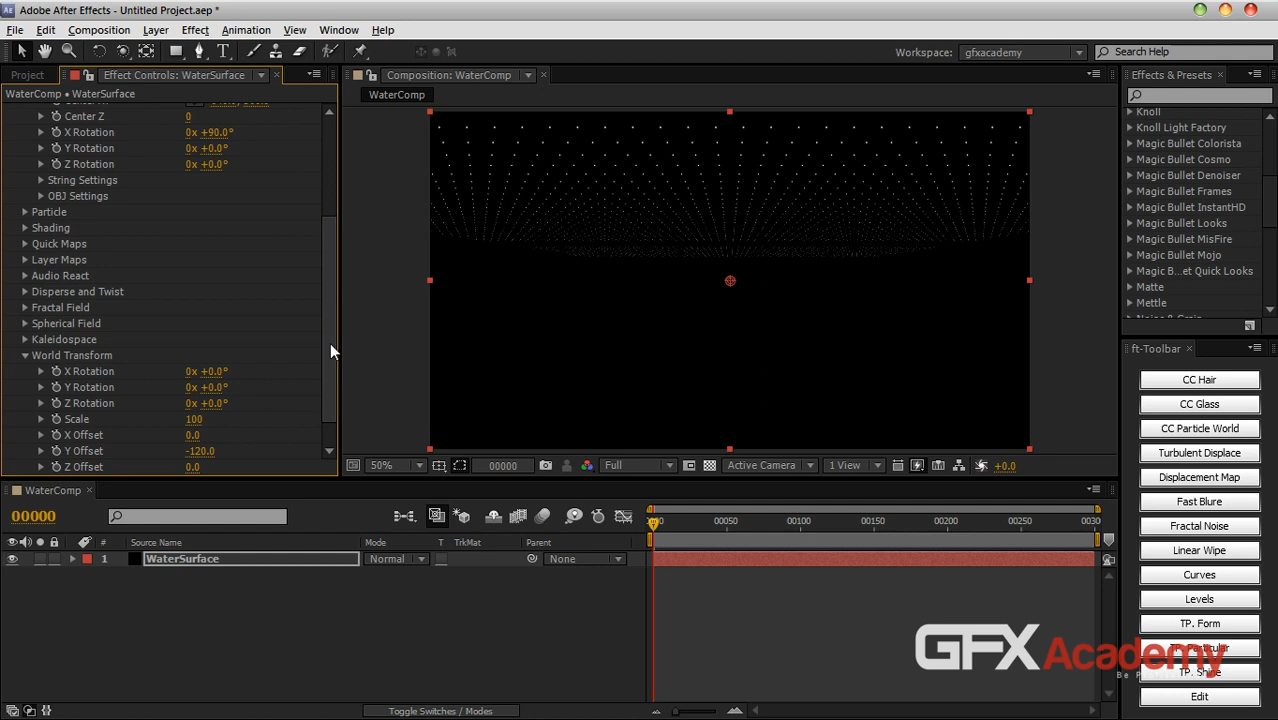 Adobe After Effects - Untitled Project.aep *
File Edit Composition Layer Effect Animation View Window Help
Workspace: gfxacademy Search Help
Project Effect Controls: WaterSurface Composition: WaterComp Effects & Presets
WaterComp • WaterSurface
WaterComp
Center Z 0
X Rotation 0x +90.0°
Y Rotation 0x +0.0°
Z Rotation 0x +0.0°
String Settings
OBJ Settings
Particle
Shading
Quick Maps
Layer Maps
Audio React
Disperse and Twist
Fractal Field
Spherical Field
Kaleidospace
World Transform
X Rotation 0x +0.0°
Y Rotation 0x +0.0°
Z Rotation 0x +0.0°
Scale 100
X Offset 0.0
Y Offset -120.0
Z Offset 0.0
50% 00000 Full Active Camera 1 View +0.0
Knoll
Knoll Light Factory
Magic Bullet Colorista
Magic Bullet Cosmo
Magic Bullet Denoiser
Magic Bullet Frames
Magic Bullet InstantHD
Magic Bullet Looks
Magic Bullet MisFire
Magic Bullet Mojo
Magic B...et Quick Looks
Matte
Mettle
ft-Toolbar
CC Hair
CC Glass
CC Particle World
Turbulent Displace
Displacement Map
Fast Blure
Fractal Noise
Linear Wipe
Curves
Levels
TP. Form
TP. Particular
TP. Shine
Edit
WaterComp
00000
00050 00100 00150 00200 00250
# Source Name Mode T TrkMat Parent
1 WaterSurface Normal None
Toggle Switches / Modes
GFXAcademy